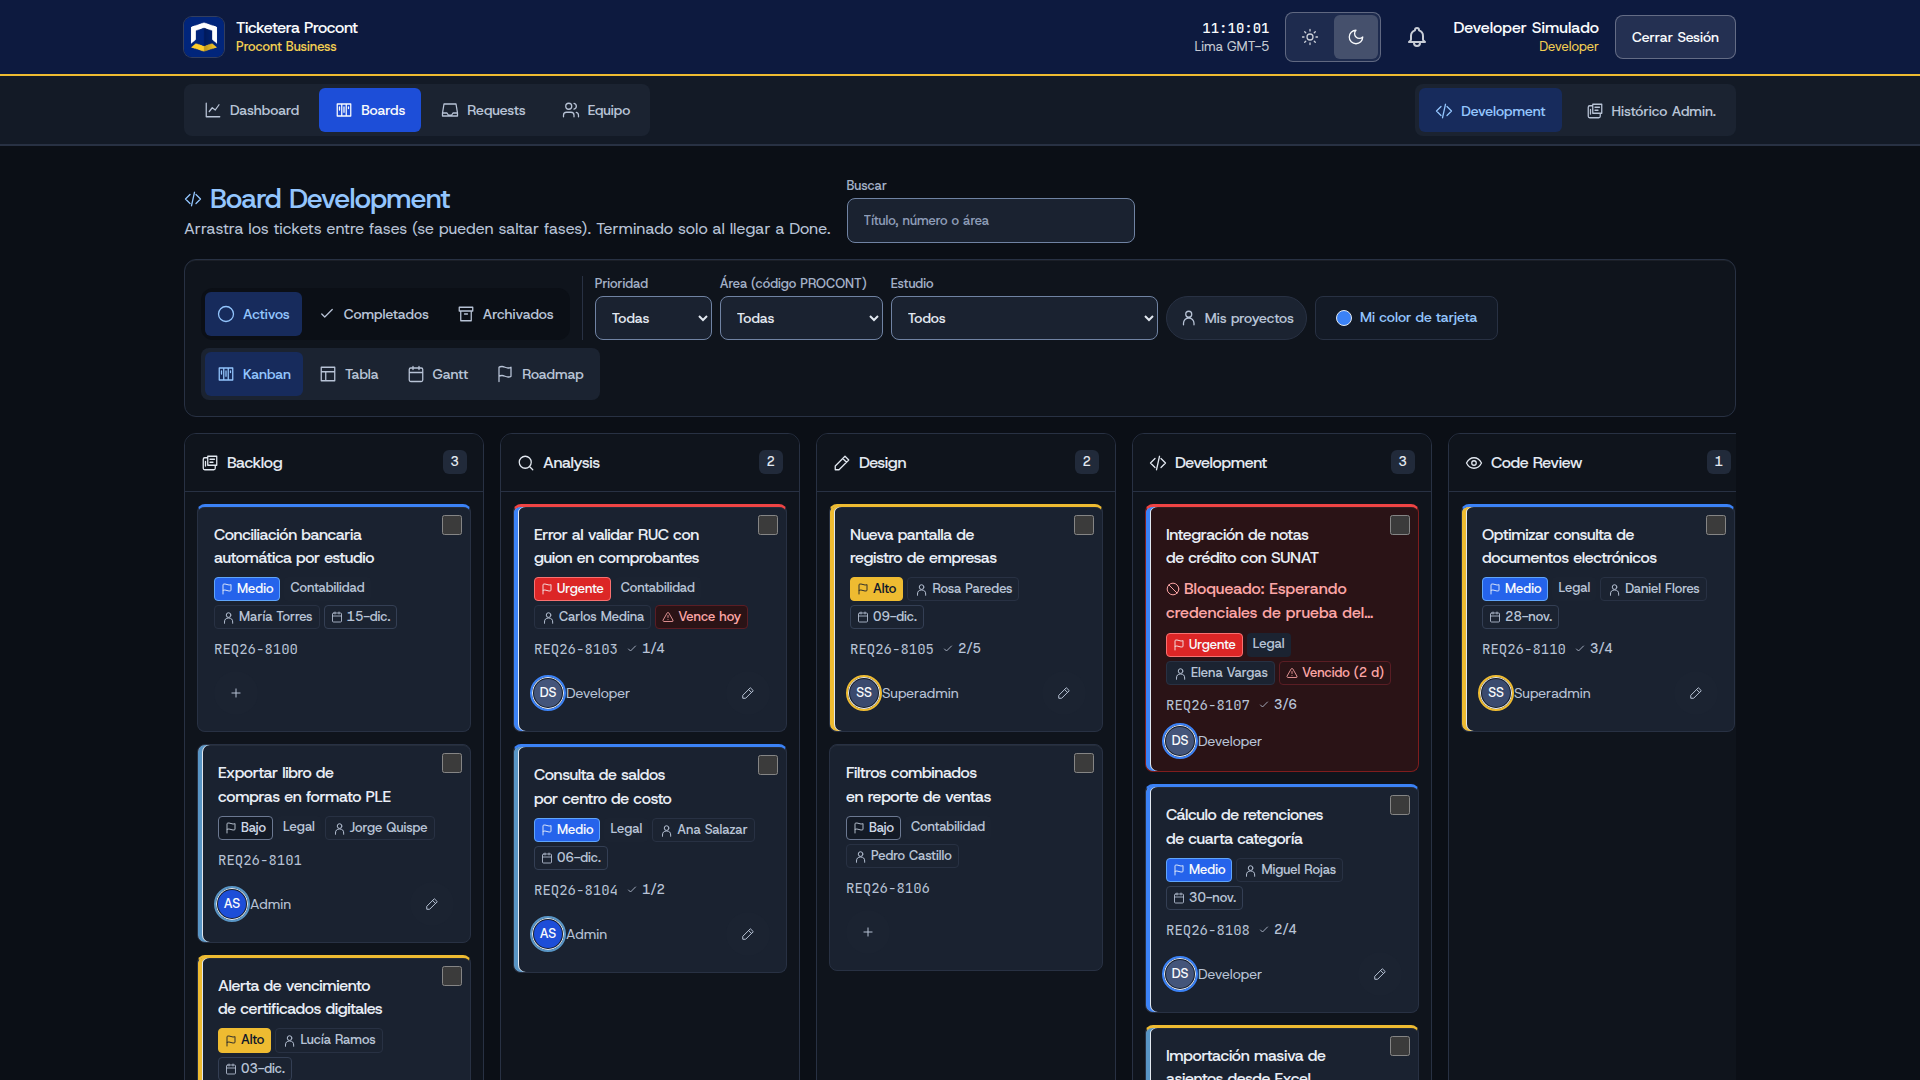 Ticketera Procont
Procont Business
11:10:01
Lima GMT-5
Developer Simulado
Developer
Cerrar Sesión
Dashboard
Boards
Requests
Equipo
Development
Histórico Admin.
Board Development
Arrastra los tickets entre fases (se pueden saltar fases). Terminado solo al llegar a Done.
Buscar
Título, número o área
Activos
Completados
Archivados
Prioridad
Todas
Área (código PROCONT)
Todas
Estudio
Todos
Mis proyectos
Mi color de tarjeta
Kanban
Tabla
Gantt
Roadmap
Backlog
3
Conciliación bancaria
automática por estudio
Medio Contabilidad
María Torres 15-dic.
REQ26-8100
+
Exportar libro de
compras en formato PLE
Bajo Legal Jorge Quispe
REQ26-8101
AS Admin
Alerta de vencimiento
de certificados digitales
Alto Lucía Ramos
03-dic.
Analysis
2
Error al validar RUC con
guion en comprobantes
Urgente Contabilidad
Carlos Medina Vence hoy
REQ26-8103 1/4
DS Developer
Consulta de saldos
por centro de costo
Medio Legal Ana Salazar
06-dic.
REQ26-8104 1/2
AS Admin
Design
2
Nueva pantalla de
registro de empresas
Alto Rosa Paredes
09-dic.
REQ26-8105 2/5
SS Superadmin
Filtros combinados
en reporte de ventas
Bajo Contabilidad
Pedro Castillo
REQ26-8106
+
Development
3
Integración de notas
de crédito con SUNAT
Bloqueado: Esperando
credenciales de prueba del...
Urgente Legal
Elena Vargas Vencido (2 d)
REQ26-8107 3/6
DS Developer
Cálculo de retenciones
de cuarta categoría
Medio Miguel Rojas
30-nov.
REQ26-8108 2/4
DS Developer
Importación masiva de
asientos desde Excel
Code Review
1
Optimizar consulta de
documentos electrónicos
Medio Legal Daniel Flores
28-nov.
REQ26-8110 3/4
SS Superadmin